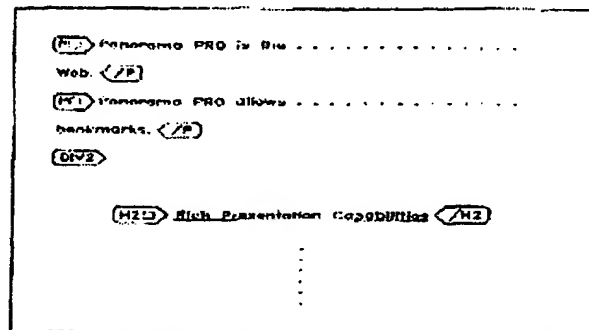 Panorama PRO is the . . . . . . . . . . . . . . . .
Web. /P
Panorama PRO allows . . . . . . . . . . . . . . . .
bookmarks. /P
DIV2
H2 Rich Presentation Capabilities /H2